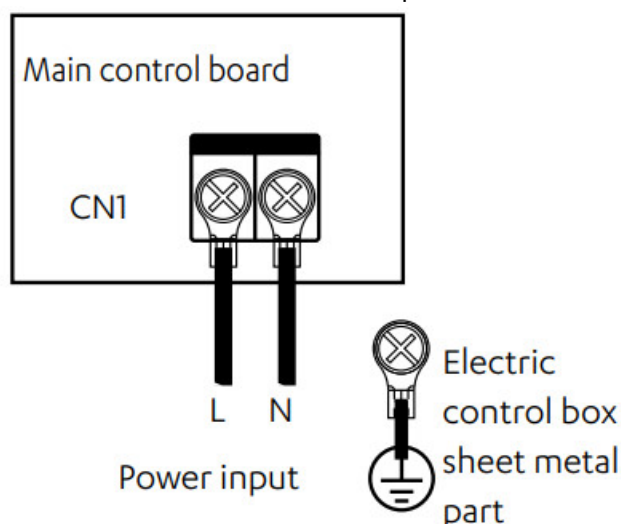 Main control board
CN1
L N
Power input
Electric
control box
sheet metal
part